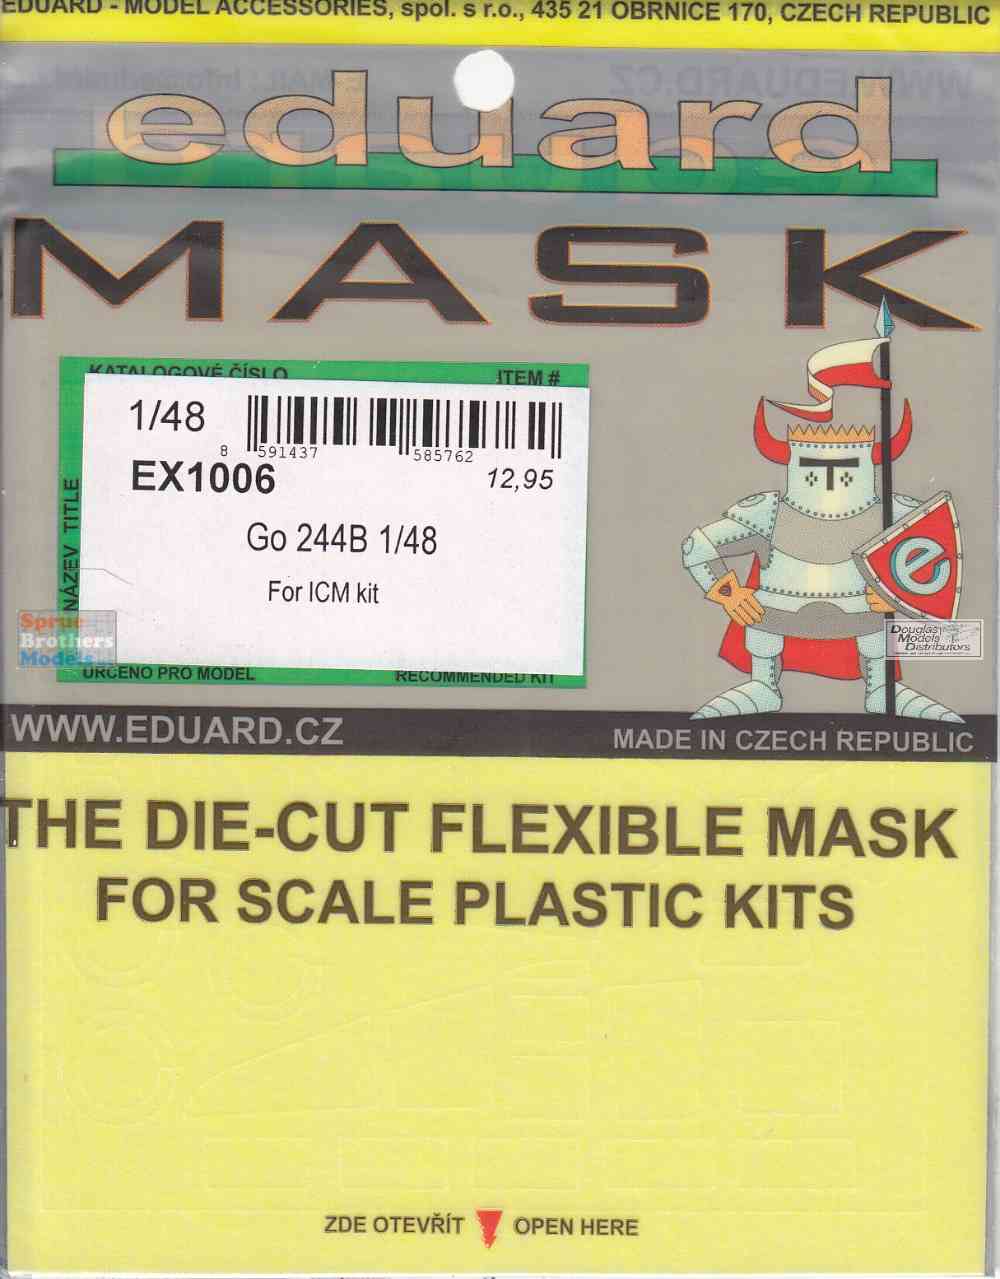 EDUARD - MODEL ACCESSORIES, spol. s r.o., 435 21 OBRNICE 170, CZECH REPUBLIC
WWW.EDUARD.CZ
eduard
MASK
KATALOGOVÉ ČÍSLO
ITEM #
1/48
8 591437 585762
EX1006
12,95
Go 244B 1/48
For ICM kit
NÁZEV TITLE
URČENO PRO MODEL
RECOMMENDED KIT
e
Sprue
Brothers
Models
Douglas
Models
Distributors
WWW.EDUARD.CZ
MADE IN CZECH REPUBLIC
THE DIE-CUT FLEXIBLE MASK
FOR SCALE PLASTIC KITS
ZDE OTEVŘÍT OPEN HERE